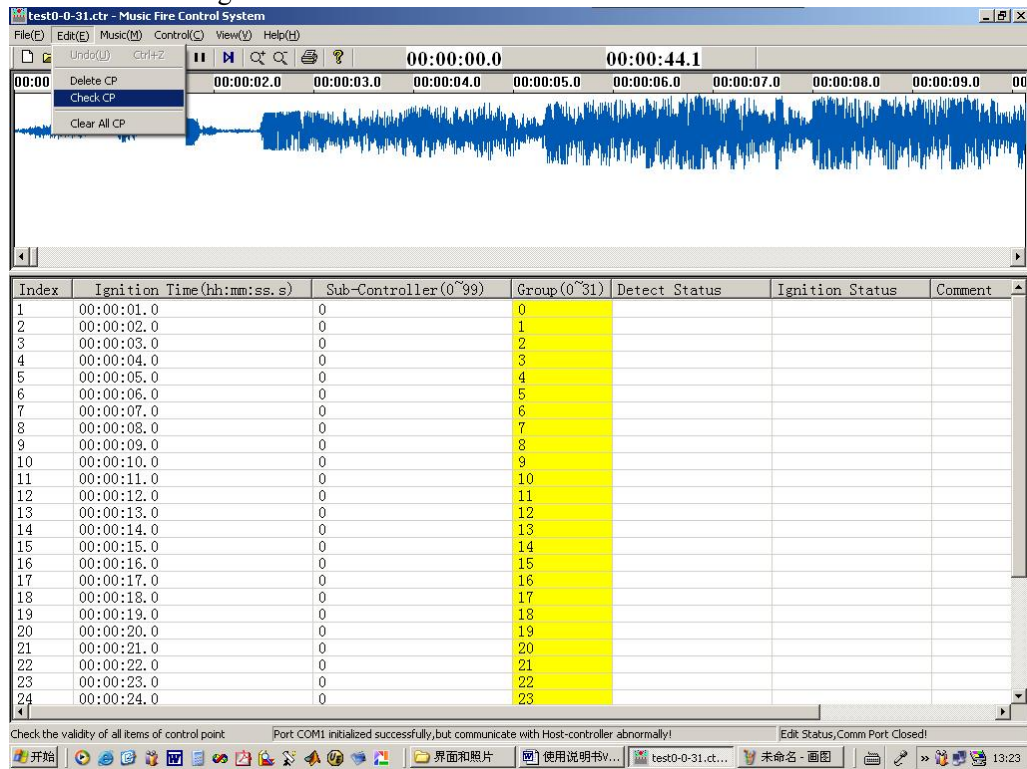 test0-0-31.ctr - Music Fire Control System
File(F) Edit(E) Music(M) Control(C) View(V) Help(H)
Undo(U) Ctrl+Z
00:00:00.0 00:00:44.1
Delete CP
Check CP
Clear All CP
00:00 00:00:02.0 00:00:03.0 00:00:04.0 00:00:05.0 00:00:06.0 00:00:07.0 00:00:08.0 00:00:09.0 00
Index Ignition Time(hh:mm:ss.s) Sub-Controller(0~99) Group(0~31) Detect Status Ignition Status Comment
1 00:00:01.0 0 0
2 00:00:02.0 0 1
3 00:00:03.0 0 2
4 00:00:04.0 0 3
5 00:00:05.0 0 4
6 00:00:06.0 0 5
7 00:00:07.0 0 6
8 00:00:08.0 0 7
9 00:00:09.0 0 8
10 00:00:10.0 0 9
11 00:00:11.0 0 10
12 00:00:12.0 0 11
13 00:00:13.0 0 12
14 00:00:14.0 0 13
15 00:00:15.0 0 14
16 00:00:16.0 0 15
17 00:00:17.0 0 16
18 00:00:18.0 0 17
19 00:00:19.0 0 18
20 00:00:20.0 0 19
21 00:00:21.0 0 20
22 00:00:22.0 0 21
23 00:00:23.0 0 22
24 00:00:24.0 0 23
Check the validity of all items of control point Port COM1 initialized successfully,but communicate with Host-controller abnormally! Edit Status,Comm Port Closed!
开始 界面和照片 使用说明书V... test0-0-31.ct... 未命名 - 画图 13:23